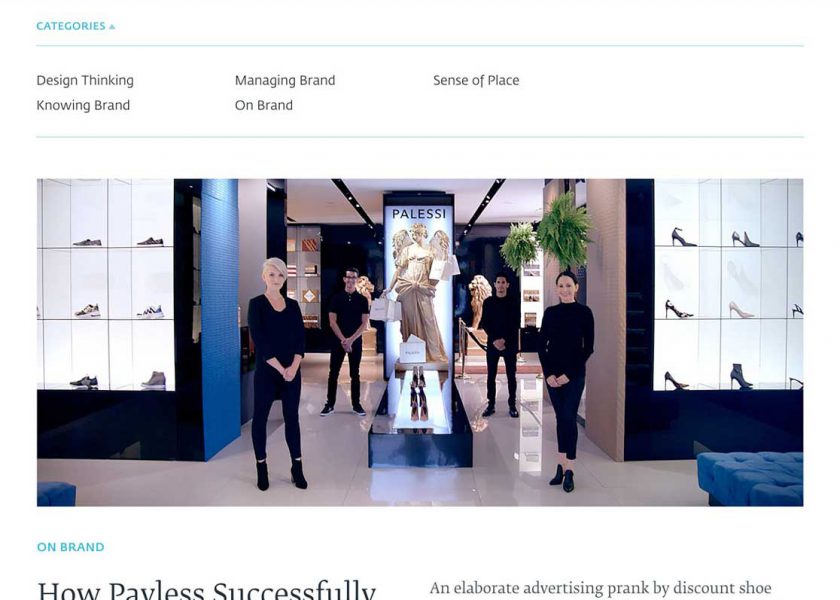 CATEGORIES
Design Thinking
Managing Brand
Sense of Place
Knowing Brand
On Brand
PALESSI
ON BRAND
How Payless Successfully
An elaborate advertising prank by discount shoe